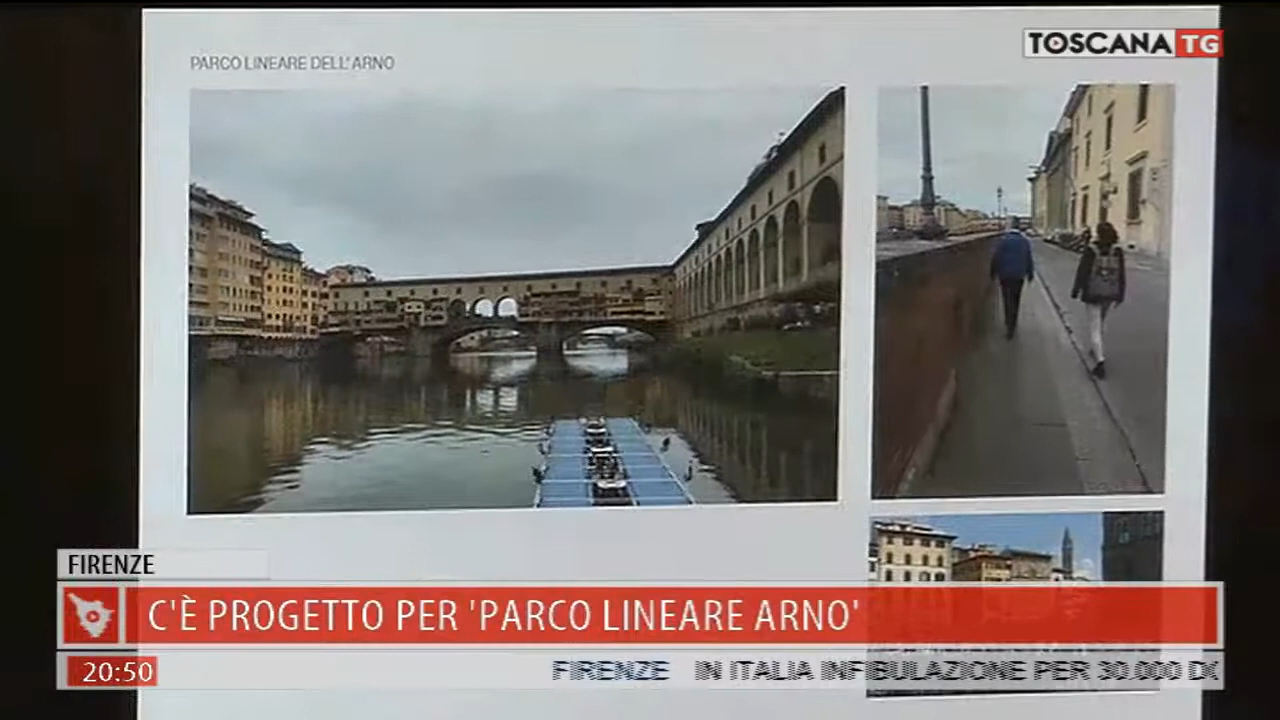 TOSCANA TG
PARCO LINEARE DELL'ARNO
FIRENZE
C'È PROGETTO PER 'PARCO LINEARE ARNO'
20:50
FIRENZE IN ITALIA INFIBULAZIONE PER 30.000